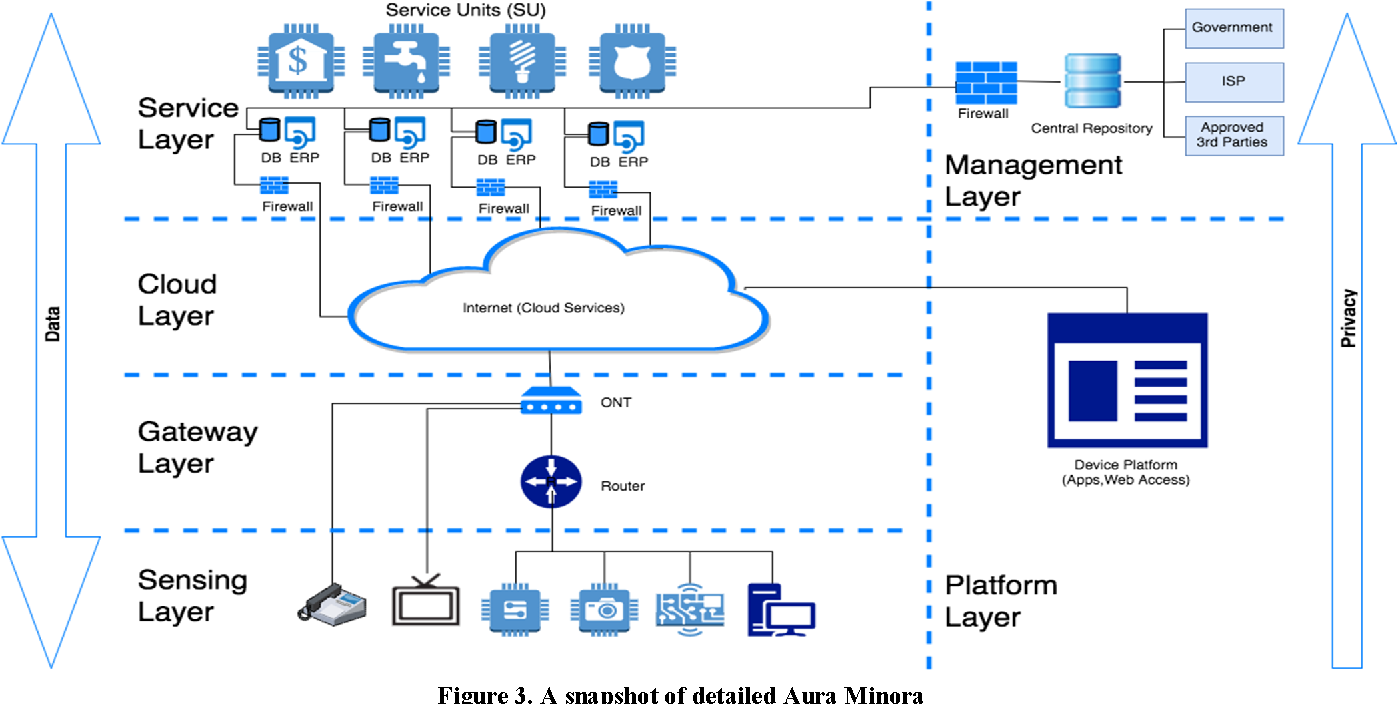 Service Units (SU)
Service
Layer
DB ERP
DB ERP
DB ERP
DB ERP
Firewall
Firewall
Firewall
Firewall
Firewall
Central Repository
Government
ISP
Approved
3rd Parties
Management
Layer
Cloud
Layer
Internet (Cloud Services)
Data
Privacy
Gateway
Layer
ONT
Router
Device Platform
(Apps,Web Access)
Sensing
Layer
Platform
Layer
$
Figure 3. A snapshot of detailed Aura Minora